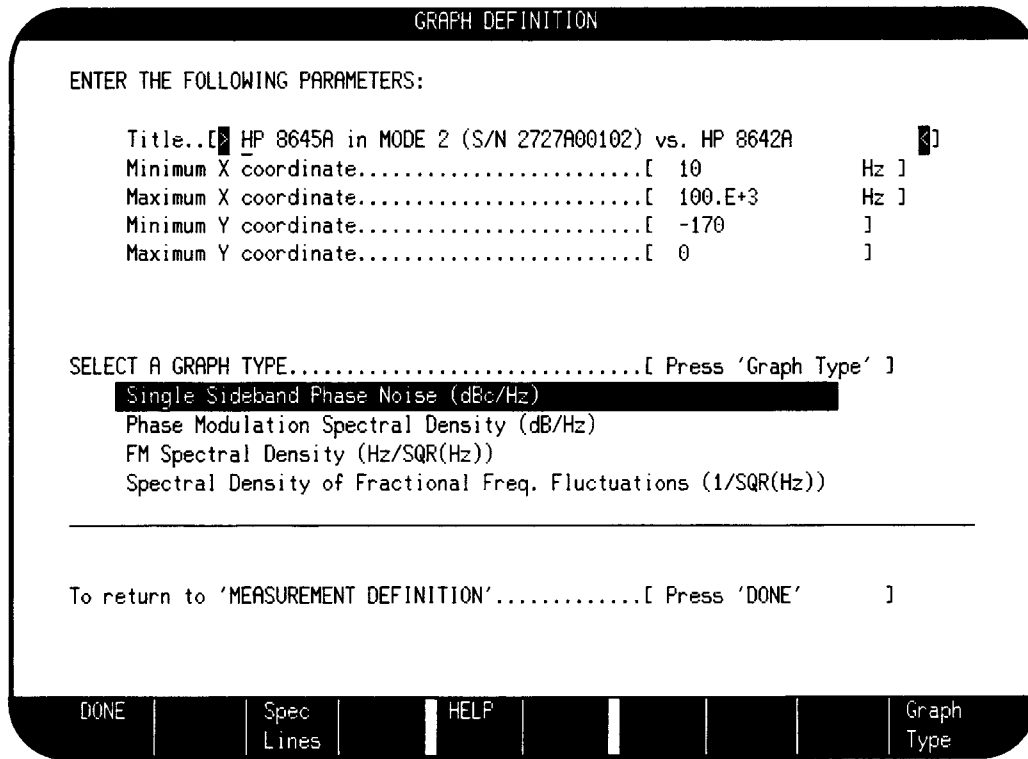 GRAPH DEFINITION
ENTER THE FOLLOWING PARAMETERS:
Title..[> HP 8645A in MODE 2 (S/N 2727A00102) vs. HP 8642A <]
Minimum X coordinate.........................[ 10 Hz ]
Maximum X coordinate.........................[ 100.E+3 Hz ]
Minimum Y coordinate.........................[ -170 ]
Maximum Y coordinate.........................[ 0 ]
SELECT A GRAPH TYPE...............................[ Press 'Graph Type' ]
Single Sideband Phase Noise (dBc/Hz)
Phase Modulation Spectral Density (dB/Hz)
FM Spectral Density (Hz/SQR(Hz))
Spectral Density of Fractional Freq. Fluctuations (1/SQR(Hz))
To return to 'MEASUREMENT DEFINITION'.............[ Press 'DONE' ]
DONE Spec Lines HELP Graph Type